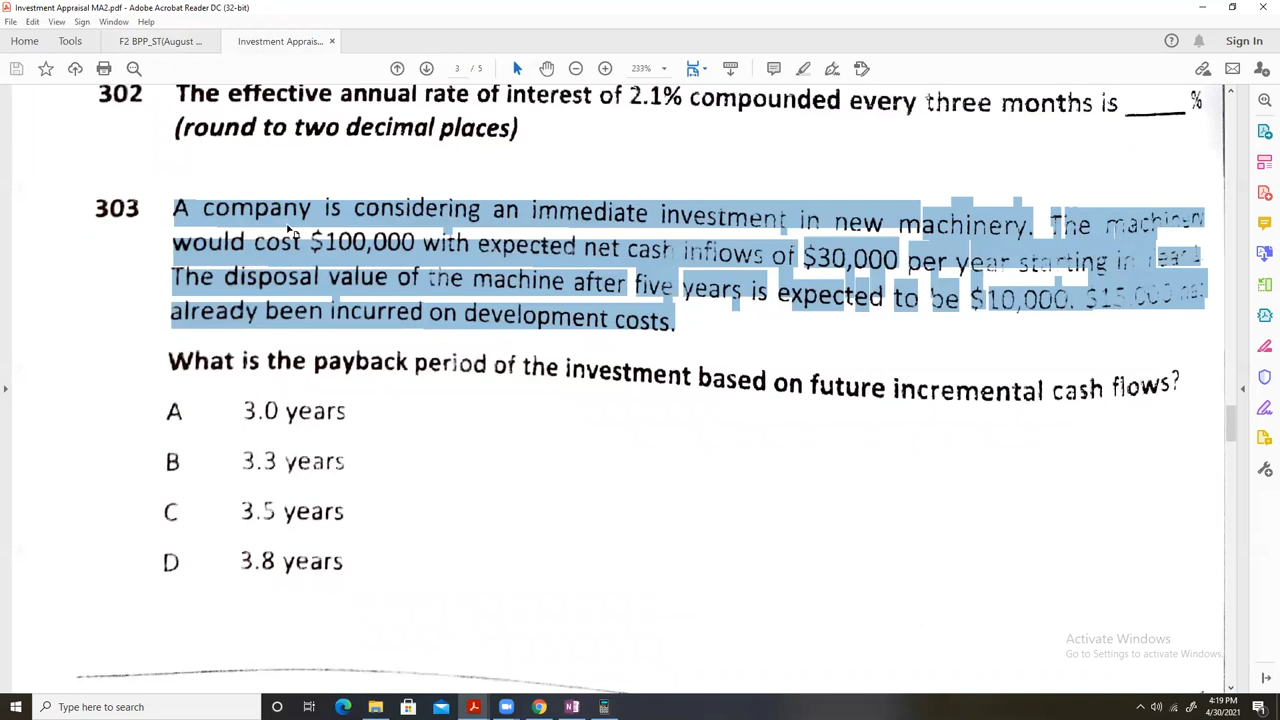 Investment Appraisal MA2.pdf - Adobe Acrobat Reader DC (32-bit)
File Edit View Sign Window Help
Home Tools F2 BPP_ST(August ... Investment Apprais... × Sign In
3 / 5 233%
302 The effective annual rate of interest of 2.1% compounded every three months is ____ %
(round to two decimal places)
303 A company is considering an immediate investment in new machinery. The machinery
would cost $100,000 with expected net cash inflows of $30,000 per year starting in year 1.
The disposal value of the machine after five years is expected to be $10,000. $15,000 has
already been incurred on development costs.
What is the payback period of the investment based on future incremental cash flows?
A 3.0 years
B 3.3 years
C 3.5 years
D 3.8 years
Activate Windows
Go to Settings to activate Windows.
Type here to search
4:19 PM
4/30/2021